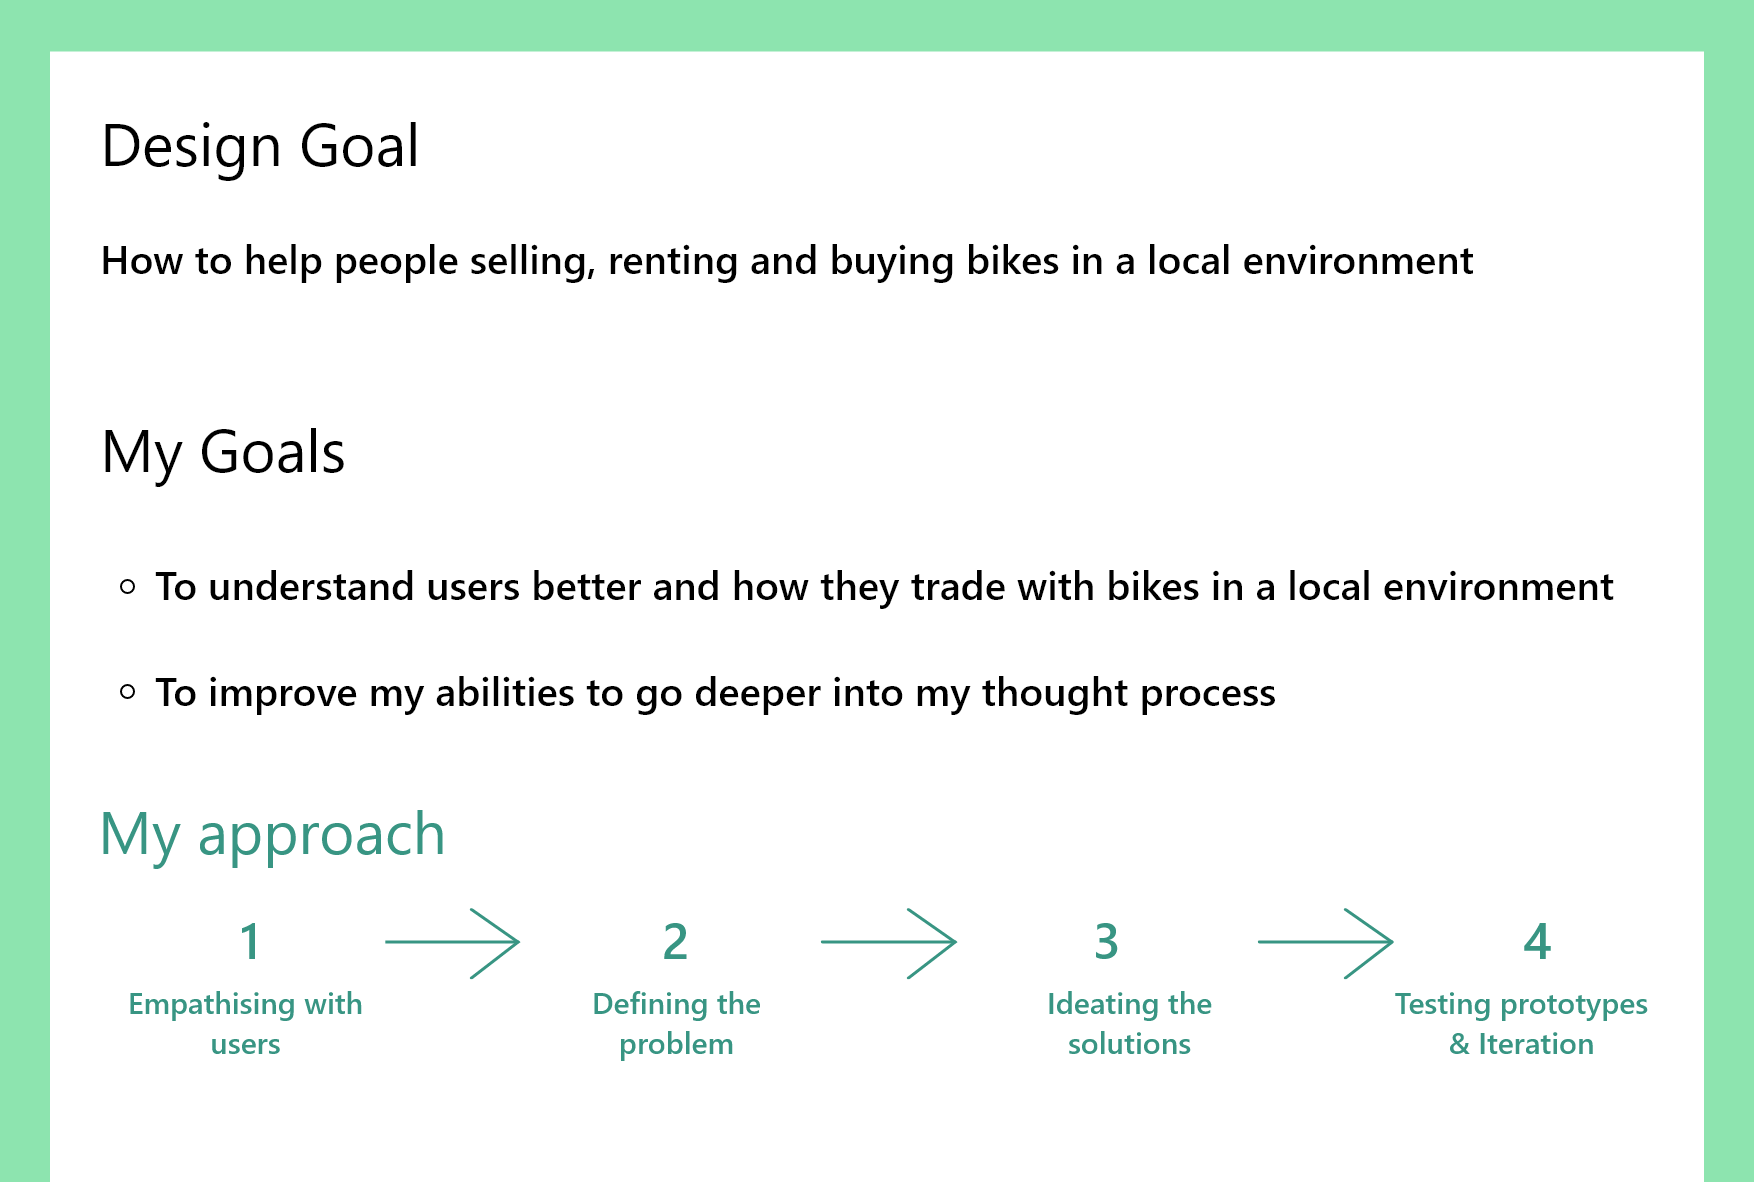 Design Goal
How to help people selling, renting and buying bikes in a local environment
My Goals
To understand users better and how they trade with bikes in a local environment
To improve my abilities to go deeper into my thought process
My approach
1
Empathising with
users
2
Defining the
problem
3
Ideating the
solutions
4
Testing prototypes
& Iteration